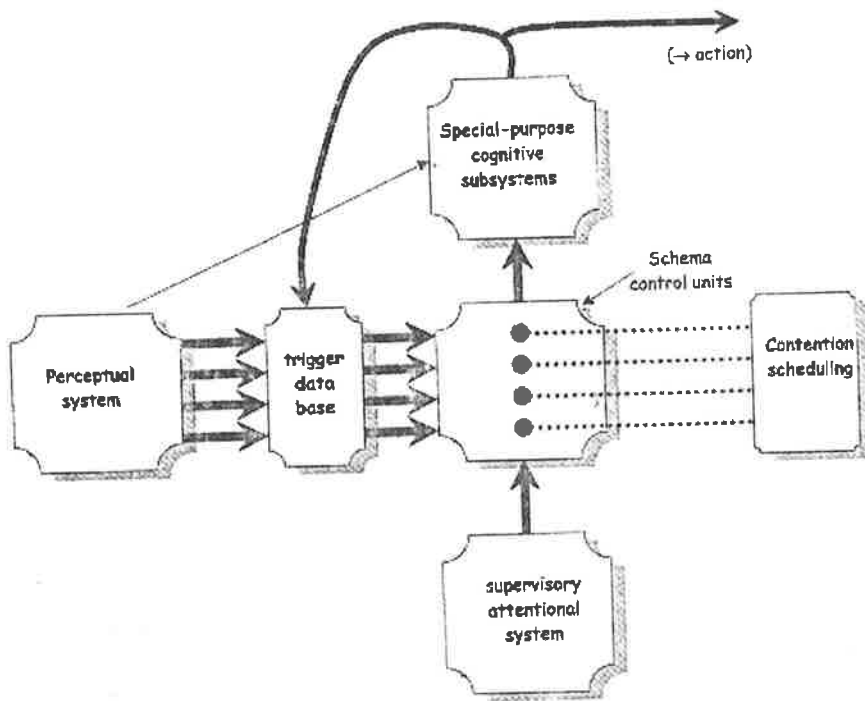 (→ action)
Special-purpose
cognitive
subsystems
Schema
control units
Perceptual
system
trigger
data
base
Contention
scheduling
supervisory
attentional
system